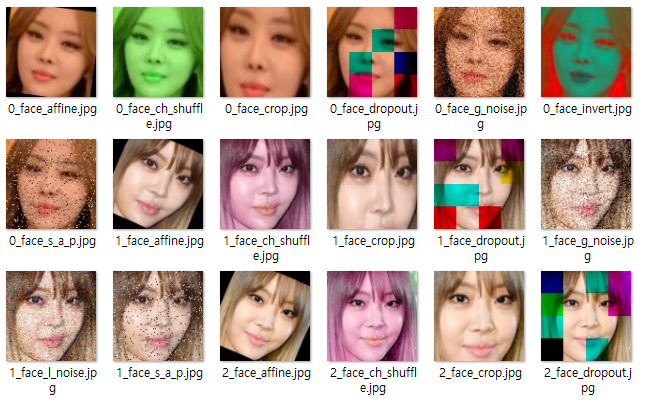 0_face_affine.jpg
0_face_ch_shuffl
e.jpg
0_face_crop.jpg
0_face_dropout.j
pg
0_face_g_noise.jp
g
0_face_invert.jpg
0_face_s_a_p.jpg
1_face_affine.jpg
1_face_ch_shuffl
e.jpg
1_face_crop.jpg
1_face_dropout.j
pg
1_face_g_noise.jp
g
1_face_l_noise.jp
g
1_face_s_a_p.jpg
2_face_affine.jpg
2_face_ch_shuffl
e.jpg
2_face_crop.jpg
2_face_dropout.j
pg